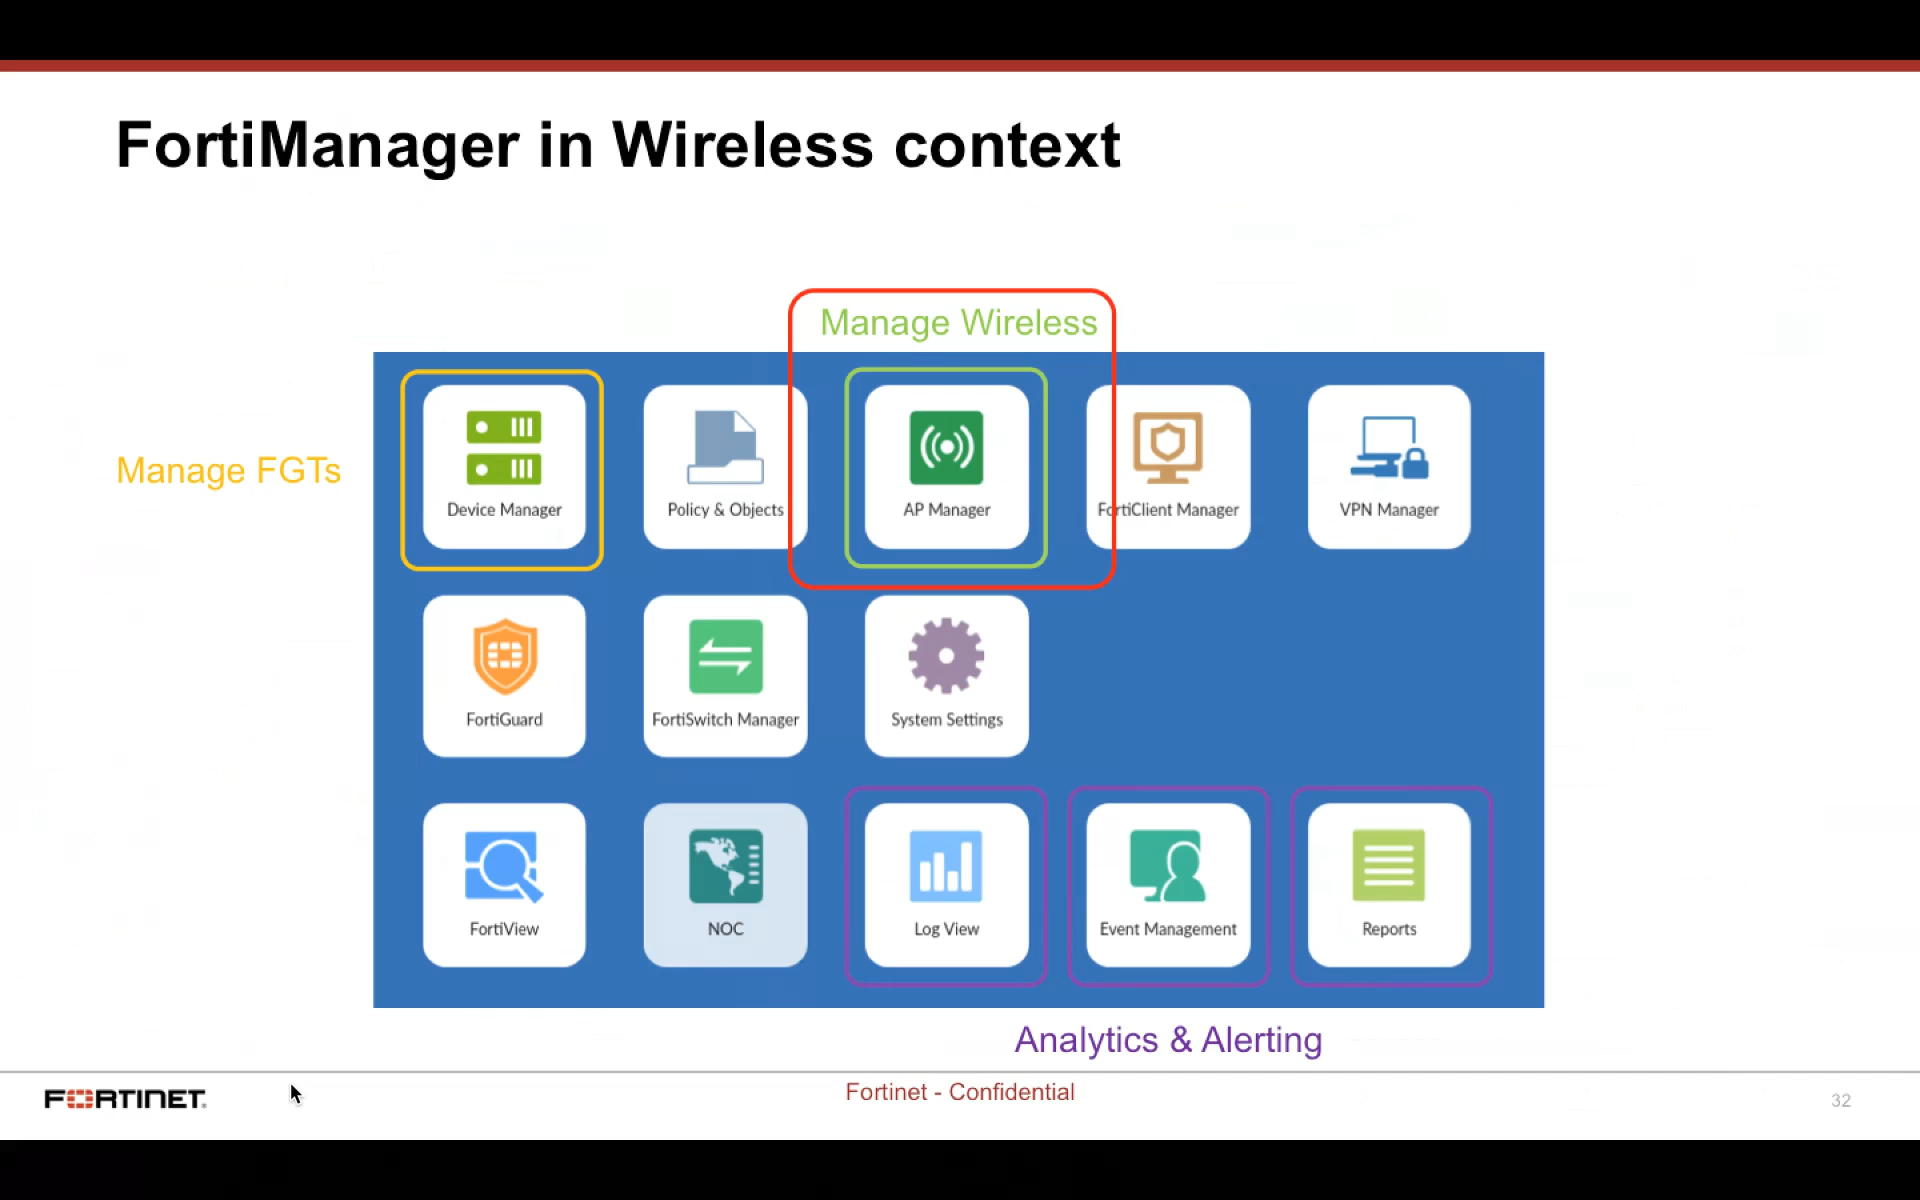 FortiManager in Wireless context
Manage Wireless
Manage FGTs
Device Manager
Policy & Objects
AP Manager
FortiClient Manager
VPN Manager
FortiGuard
FortiSwitch Manager
System Settings
FortiView
NOC
Log View
Event Management
Reports
Analytics & Alerting
FORTINET
Fortinet - Confidential
32